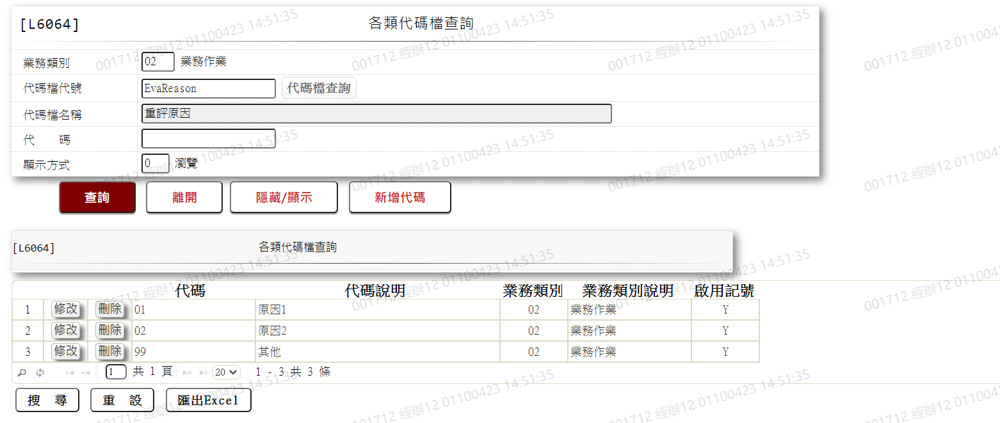 [L6064] 各類代碼檔查詢
業務類別 02 業務作業
代碼檔代號 EvaReason 代碼檔查詢
代碼檔名稱 重評原因
代 碼
顯示方式 0 瀏覽
查詢 離開 隱藏/顯示 新增代碼
[L6064] 各類代碼檔查詢
代碼 代碼說明 業務類別 業務類別說明 啟用記號
1 修改 刪除 01 原因1 02 業務作業 Y
2 修改 刪除 02 原因2 02 業務作業 Y
3 修改 刪除 99 其他 02 業務作業 Y
1 共 1 頁 20 1 - 3 共 3 條
搜 尋 重 設 匯出Excel
001712 經辦12 01100423 14:51:35